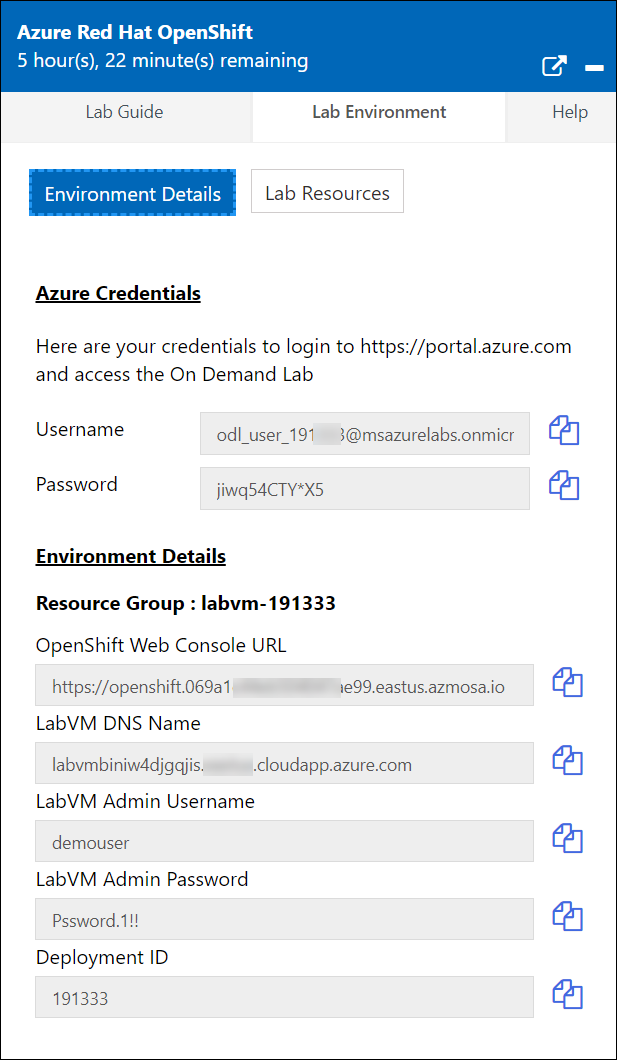 Azure Red Hat OpenShift
5 hour(s), 22 minute(s) remaining
Lab Guide
Lab Environment
Help
Environment Details
Lab Resources
Azure Credentials
Here are your credentials to login to https://portal.azure.com
and access the On Demand Lab
Username
odl_user_191 3@msazurelabs.onmicr
Password
jiwq54CTY*X5
Environment Details
Resource Group : labvm-191333
OpenShift Web Console URL
https://openshift.069a1 ae99.eastus.azmosa.io
LabVM DNS Name
labvmbiniw4djgqjis. .cloudapp.azure.com
LabVM Admin Username
demouser
LabVM Admin Password
Pssword.1!!
Deployment ID
191333